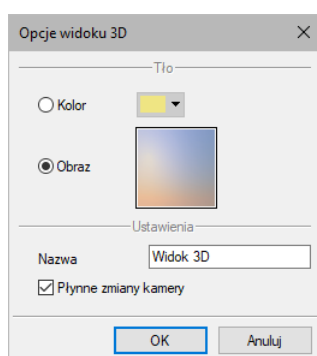 Opcje widoku 3D
Tło
Kolor
Obraz
Ustawienia
Nazwa Widok 3D
Płynne zmiany kamery
OK Anuluj